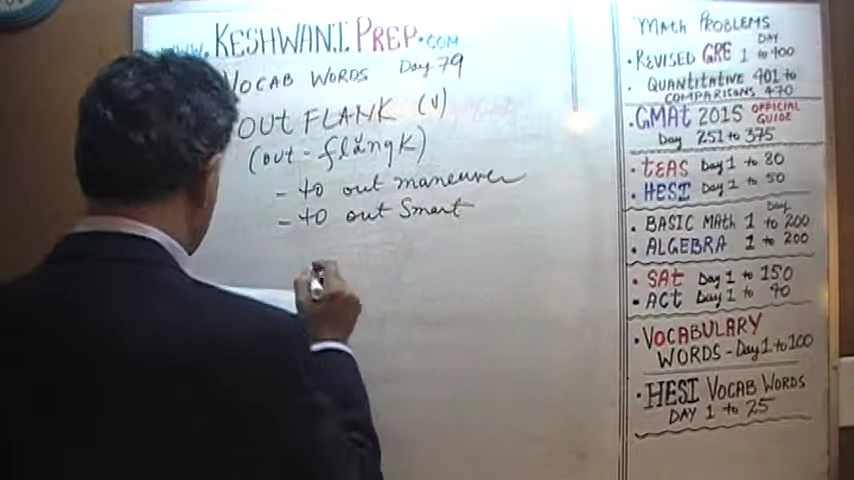 www.KESHWANI PREP.COM
VOCAB WORDS Day 79
OUT FLANK (v)
(out - flăngk)
- to out maneuver
- to out Smart
MATH PROBLEMS
DAY
• REVISED GRE 1 to 400
• QUANTITATIVE 401 to
COMPARISONS 470
• GMAT 2015 OFFICIAL GUIDE
Day 251 to 375
• TEAS Day 1 to 80
• HESI Day 1 to 50
Day
• BASIC MATH 1 to 200
• ALGEBRA 1 to 200
• SAT Day 1 to 150
• ACT Day 1 to 90
• VOCABULARY
WORDS - Day 1 to 100
• HESI VOCAB WORDS
DAY 1 to 25